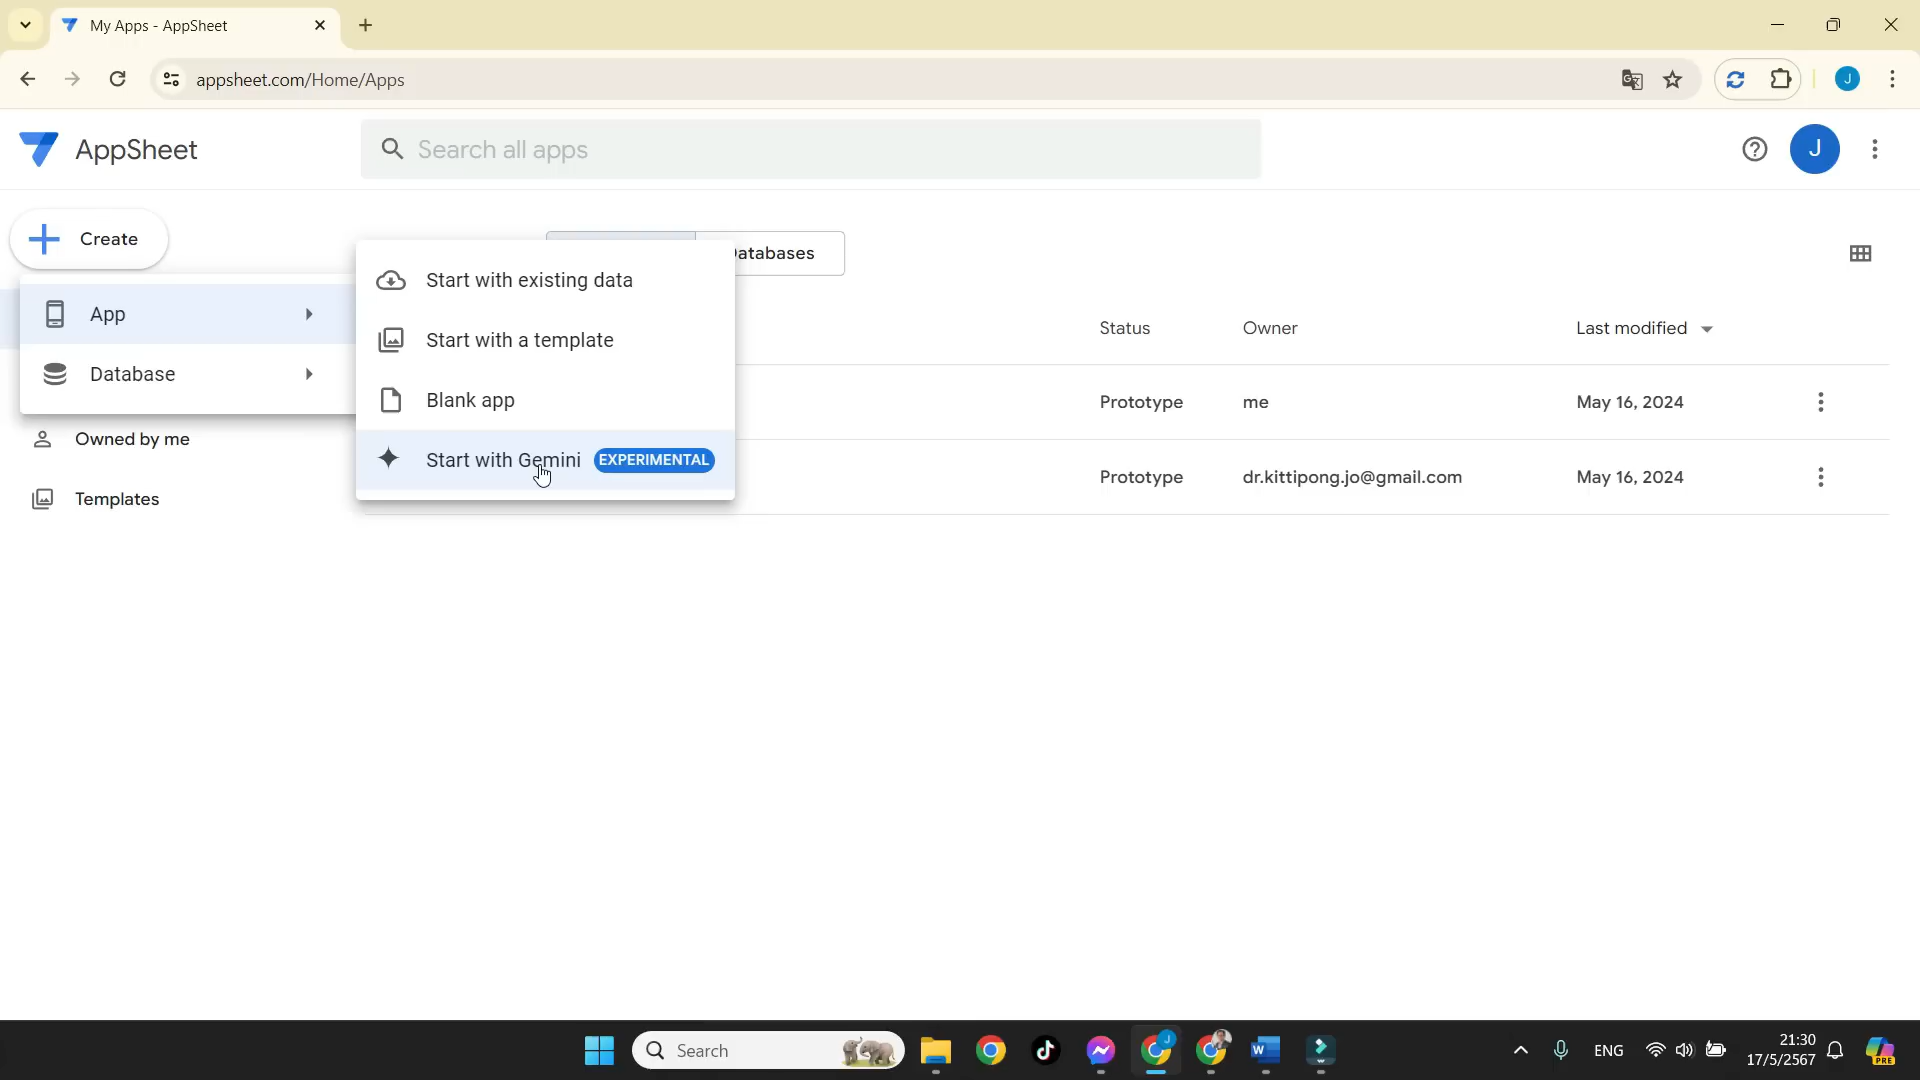 My Apps - AppSheet
appsheet.com/Home/Apps
J
AppSheet
Search all apps
J
Create
App
Database
Owned by me
Templates
Start with existing data
Start with a template
Blank app
Start with Gemini EXPERIMENTAL
Status Owner Last modified
Prototype me May 16, 2024
Prototype dr.kittipong.jo@gmail.com May 16, 2024
Search
J
W
ENG
21:30
17/5/2567
PRE